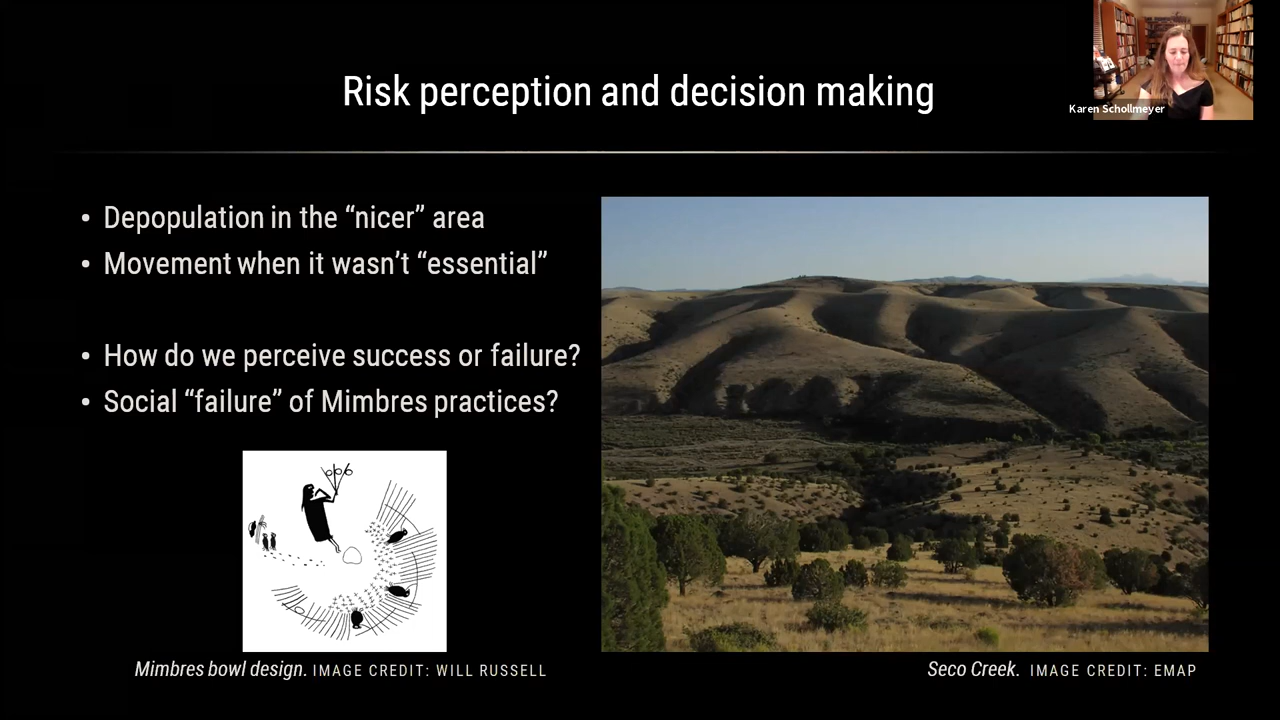 Risk perception and decision making
Karen Schollmeyer
• Depopulation in the “nicer” area
• Movement when it wasn’t “essential”
• How do we perceive success or failure?
• Social “failure” of Mimbres practices?
Mimbres bowl design. IMAGE CREDIT: WILL RUSSELL
Seco Creek. IMAGE CREDIT: EMAP